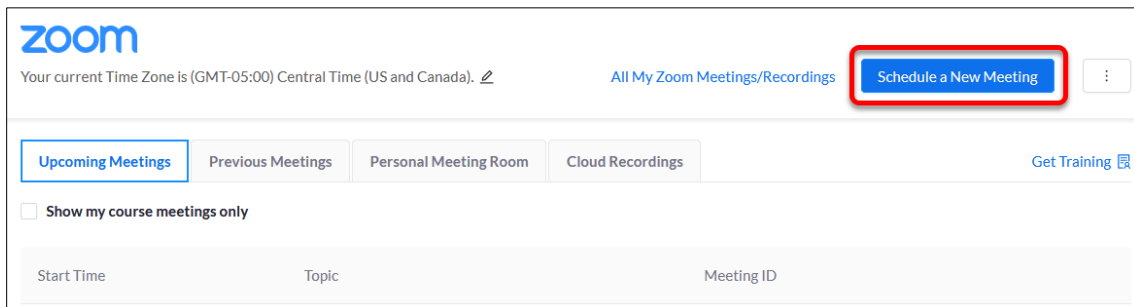 zoom
Your current Time Zone is (GMT-05:00) Central Time (US and Canada).
All My Zoom Meetings/Recordings
Schedule a New Meeting
Upcoming Meetings
Previous Meetings
Personal Meeting Room
Cloud Recordings
Get Training
Show my course meetings only
Start Time
Topic
Meeting ID